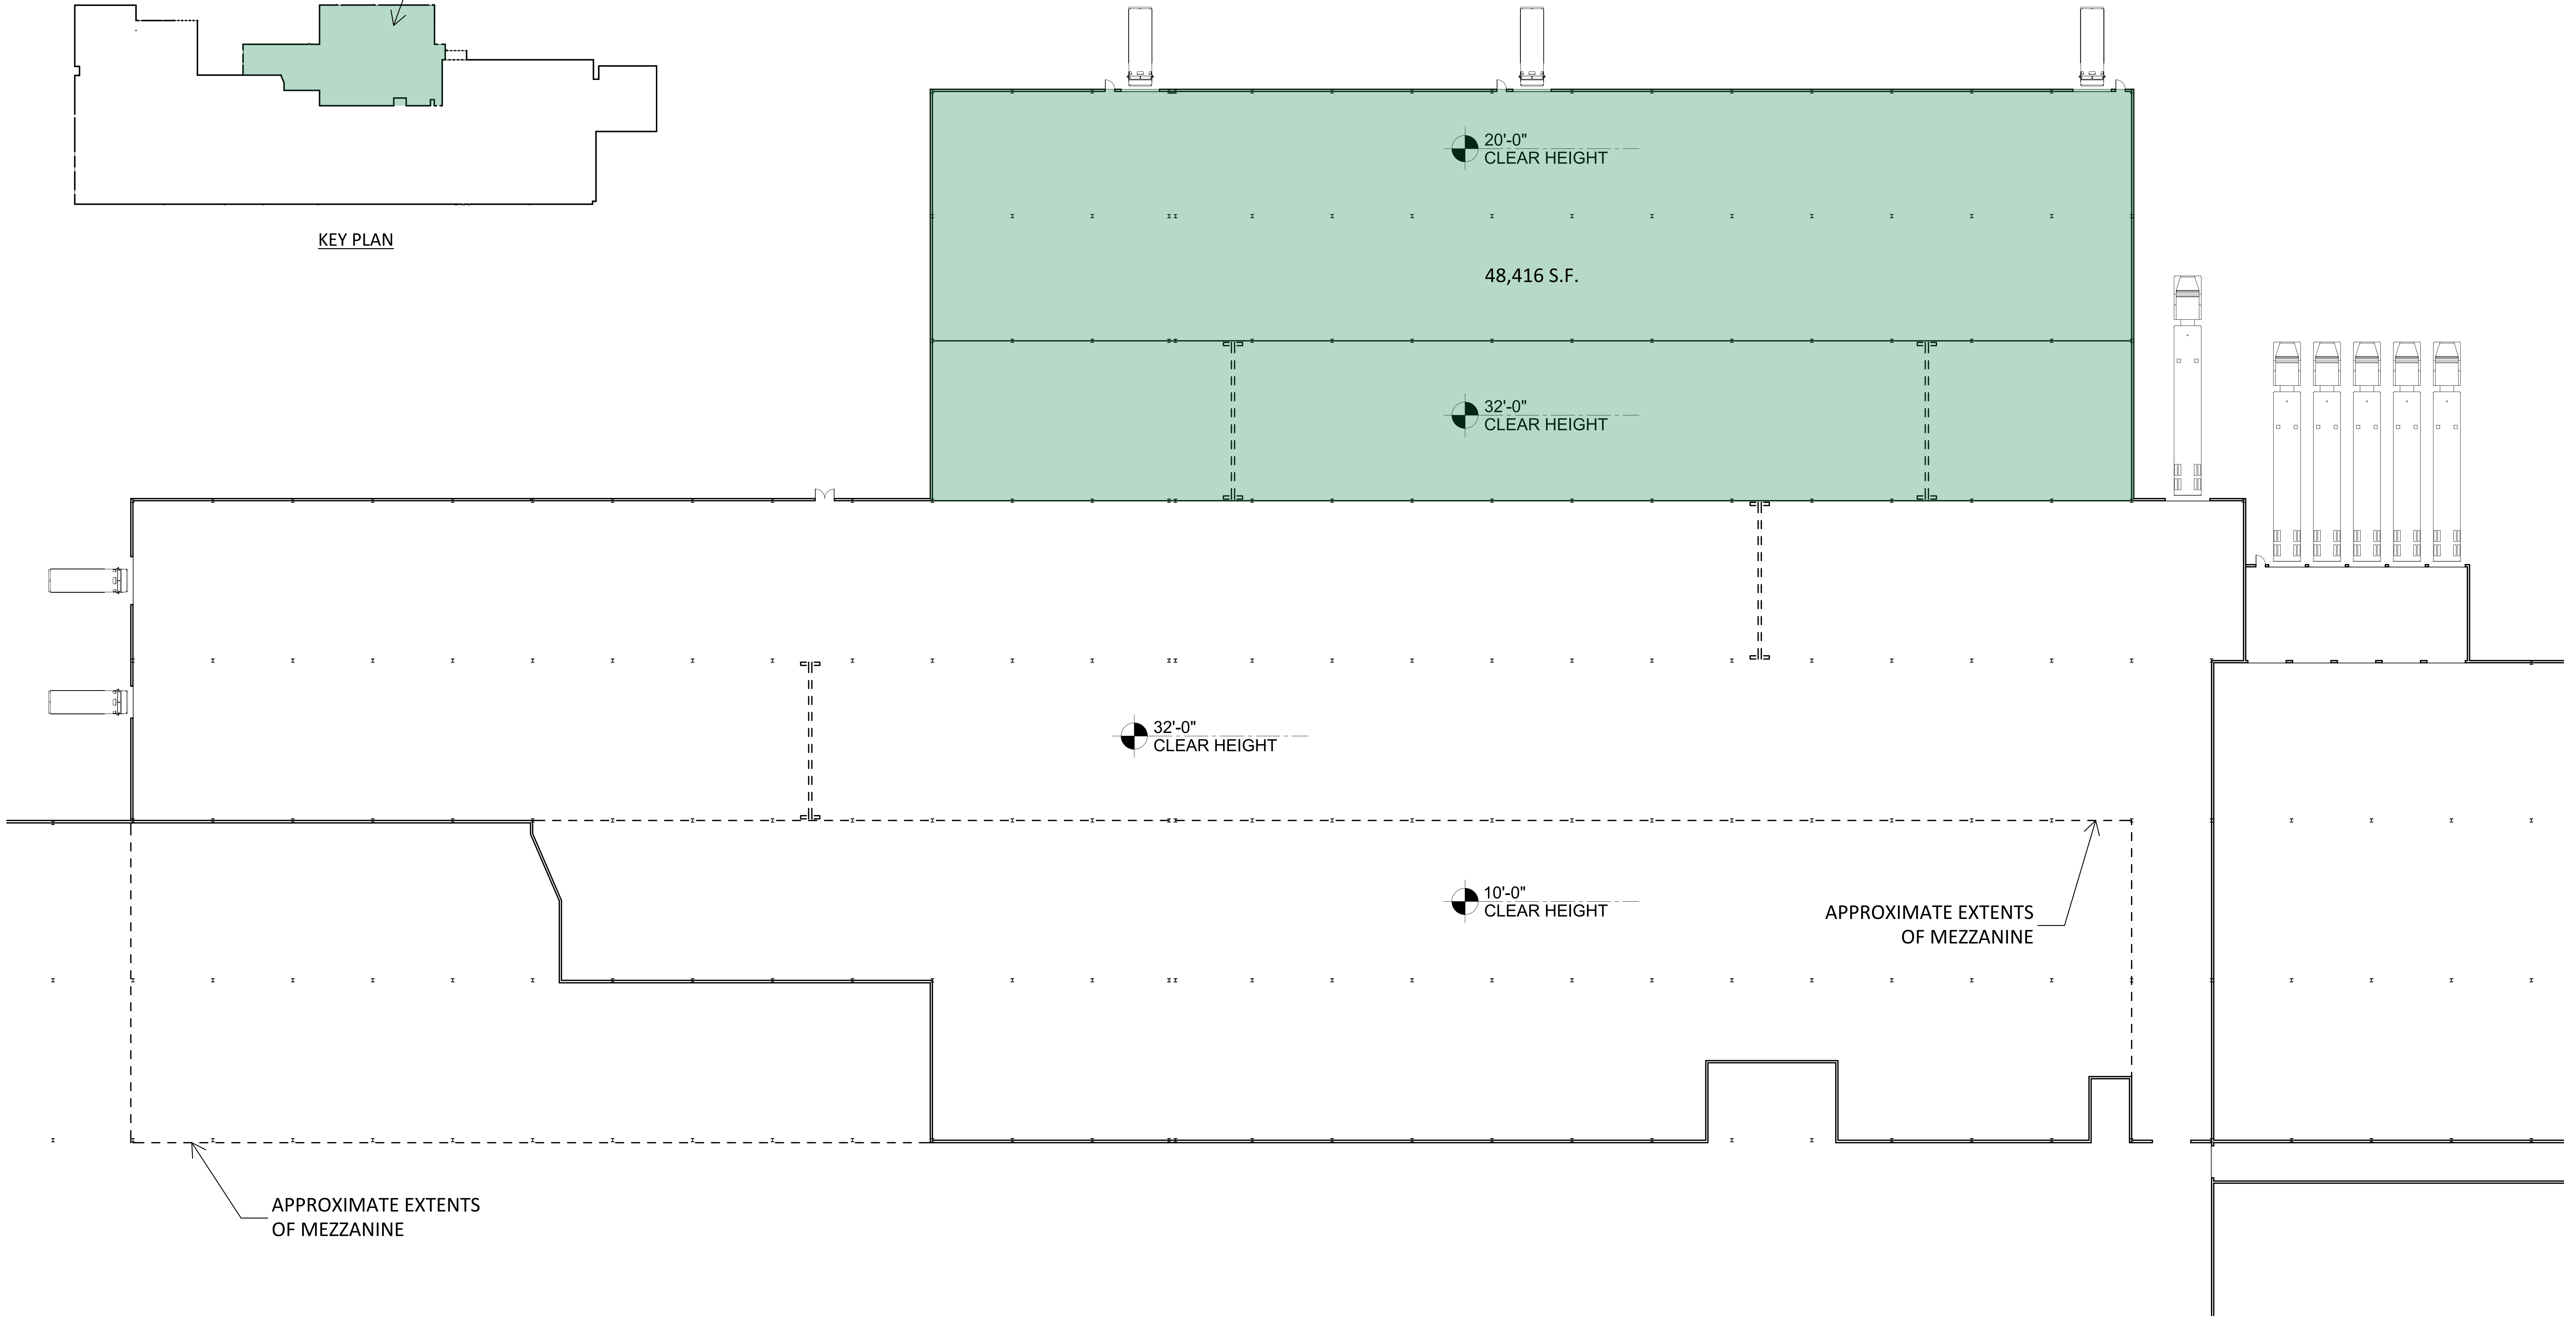 KEY PLAN
20'-0"
CLEAR HEIGHT
48,416 S.F.
32'-0"
CLEAR HEIGHT
32'-0"
CLEAR HEIGHT
10'-0"
CLEAR HEIGHT
APPROXIMATE EXTENTS
OF MEZZANINE
APPROXIMATE EXTENTS
OF MEZZANINE